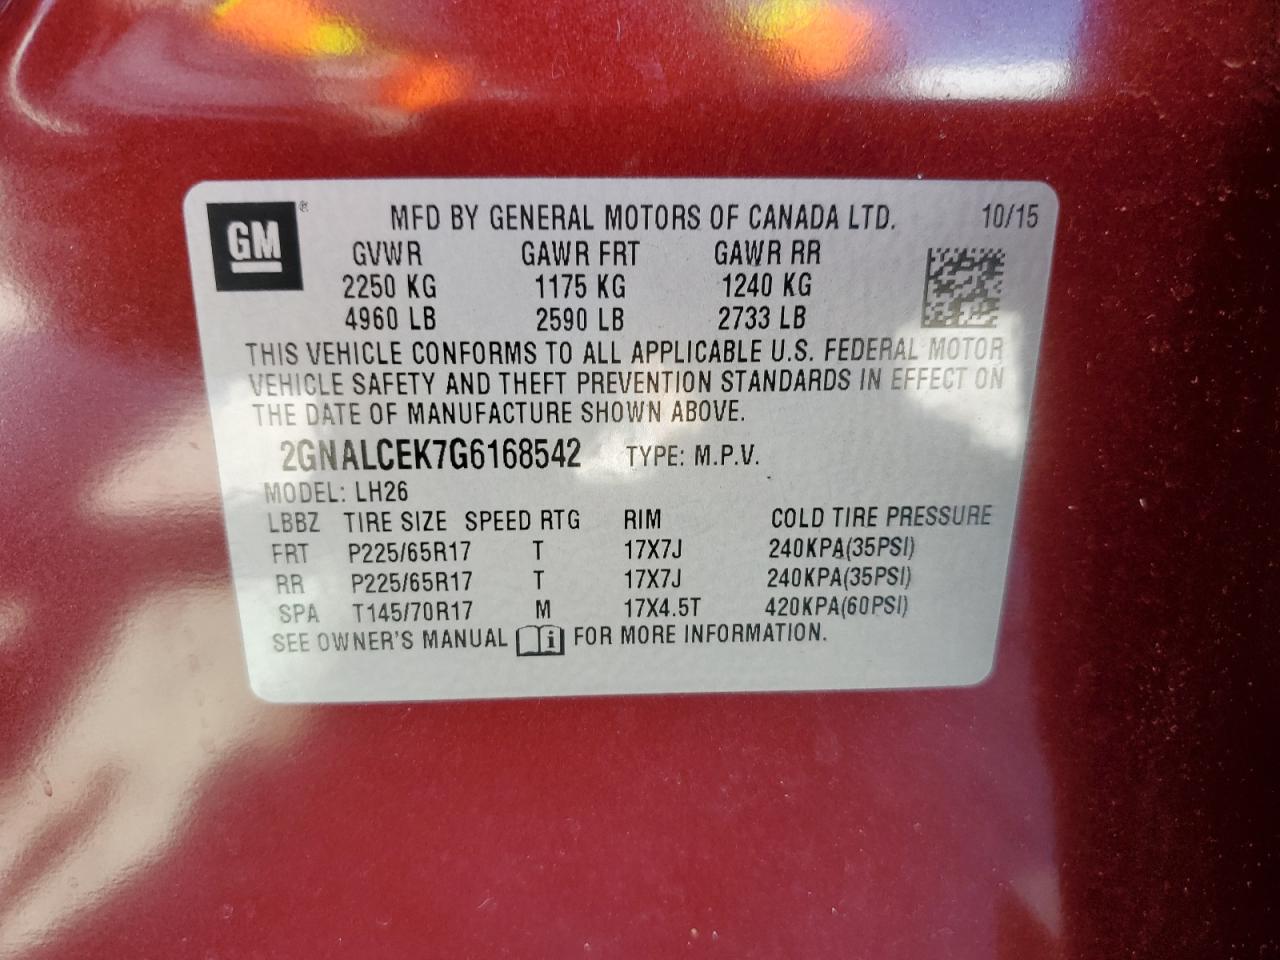 GM ® MFD BY GENERAL MOTORS OF CANADA LTD. 10/15
GVWR GAWR FRT GAWR RR
2250 KG 1175 KG 1240 KG
4960 LB 2590 LB 2733 LB
THIS VEHICLE CONFORMS TO ALL APPLICABLE U.S. FEDERAL MOTOR
VEHICLE SAFETY AND THEFT PREVENTION STANDARDS IN EFFECT ON
THE DATE OF MANUFACTURE SHOWN ABOVE.
2GNALCEK7G6168542 TYPE: M.P.V.
MODEL: LH26
LBBZ TIRE SIZE SPEED RTG RIM COLD TIRE PRESSURE
FRT P225/65R17 T 17X7J 240KPA(35PSI)
RR P225/65R17 T 17X7J 240KPA(35PSI)
SPA T145/70R17 M 17X4.5T 420KPA(60PSI)
SEE OWNER'S MANUAL i FOR MORE INFORMATION.